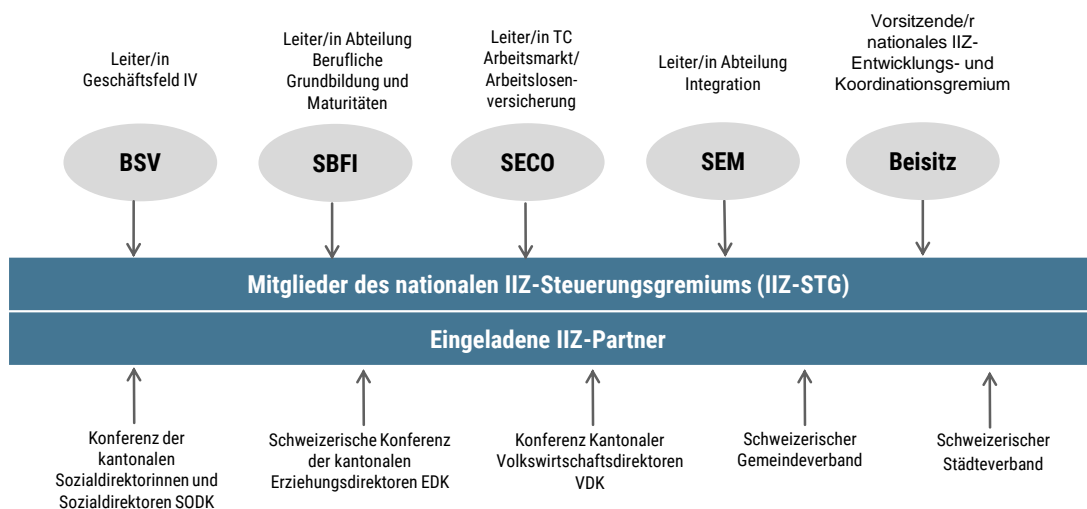 Leiter/in
Geschäftsfeld IV
Leiter/in Abteilung
Berufliche
Grundbildung und
Maturitäten
Leiter/in TC
Arbeitsmarkt/
Arbeitslosen-
versicherung
Leiter/in Abteilung
Integration
Vorsitzende/r
nationales IIZ-
Entwicklungs- und
Koordinationsgremium
BSV
SBFI
SECO
SEM
Beisitz
Mitglieder des nationalen IIZ-Steuerungsgremiums (IIZ-STG)
Eingeladene IIZ-Partner
Konferenz der
kantonalen
Sozialdirektorinnen und
Sozialdirektoren SODK
Schweizerische Konferenz
der kantonalen
Erziehungsdirektoren EDK
Konferenz Kantonaler
Volkswirtschaftsdirektoren
VDK
Schweizerischer
Gemeindeverband
Schweizerischer
Städteverband